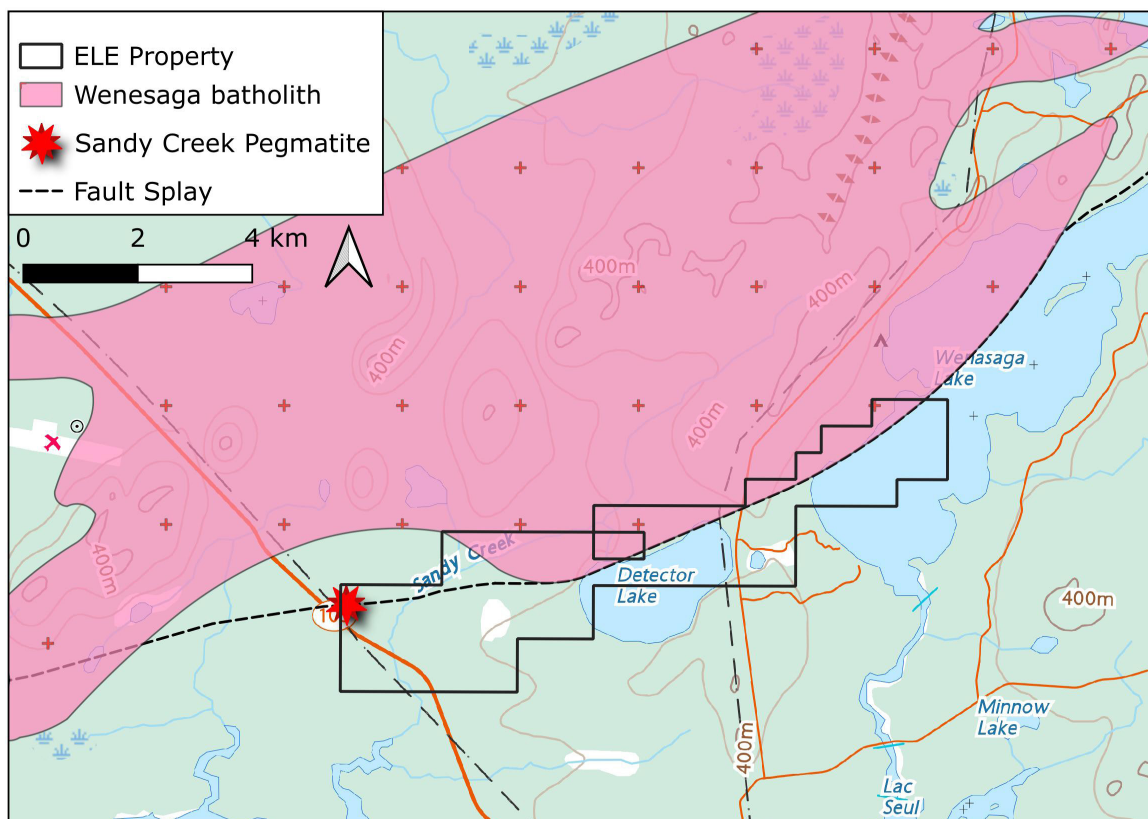 ELE Property
Wenesaga batholith
Sandy Creek Pegmatite
Fault Splay
0 2 4 km
400m
400m
Wenasaga
Lake
400m
400m
Sandy Creek
400m
Detector
Lake
400m
Minnow
Lake
400m
Lac
Seul